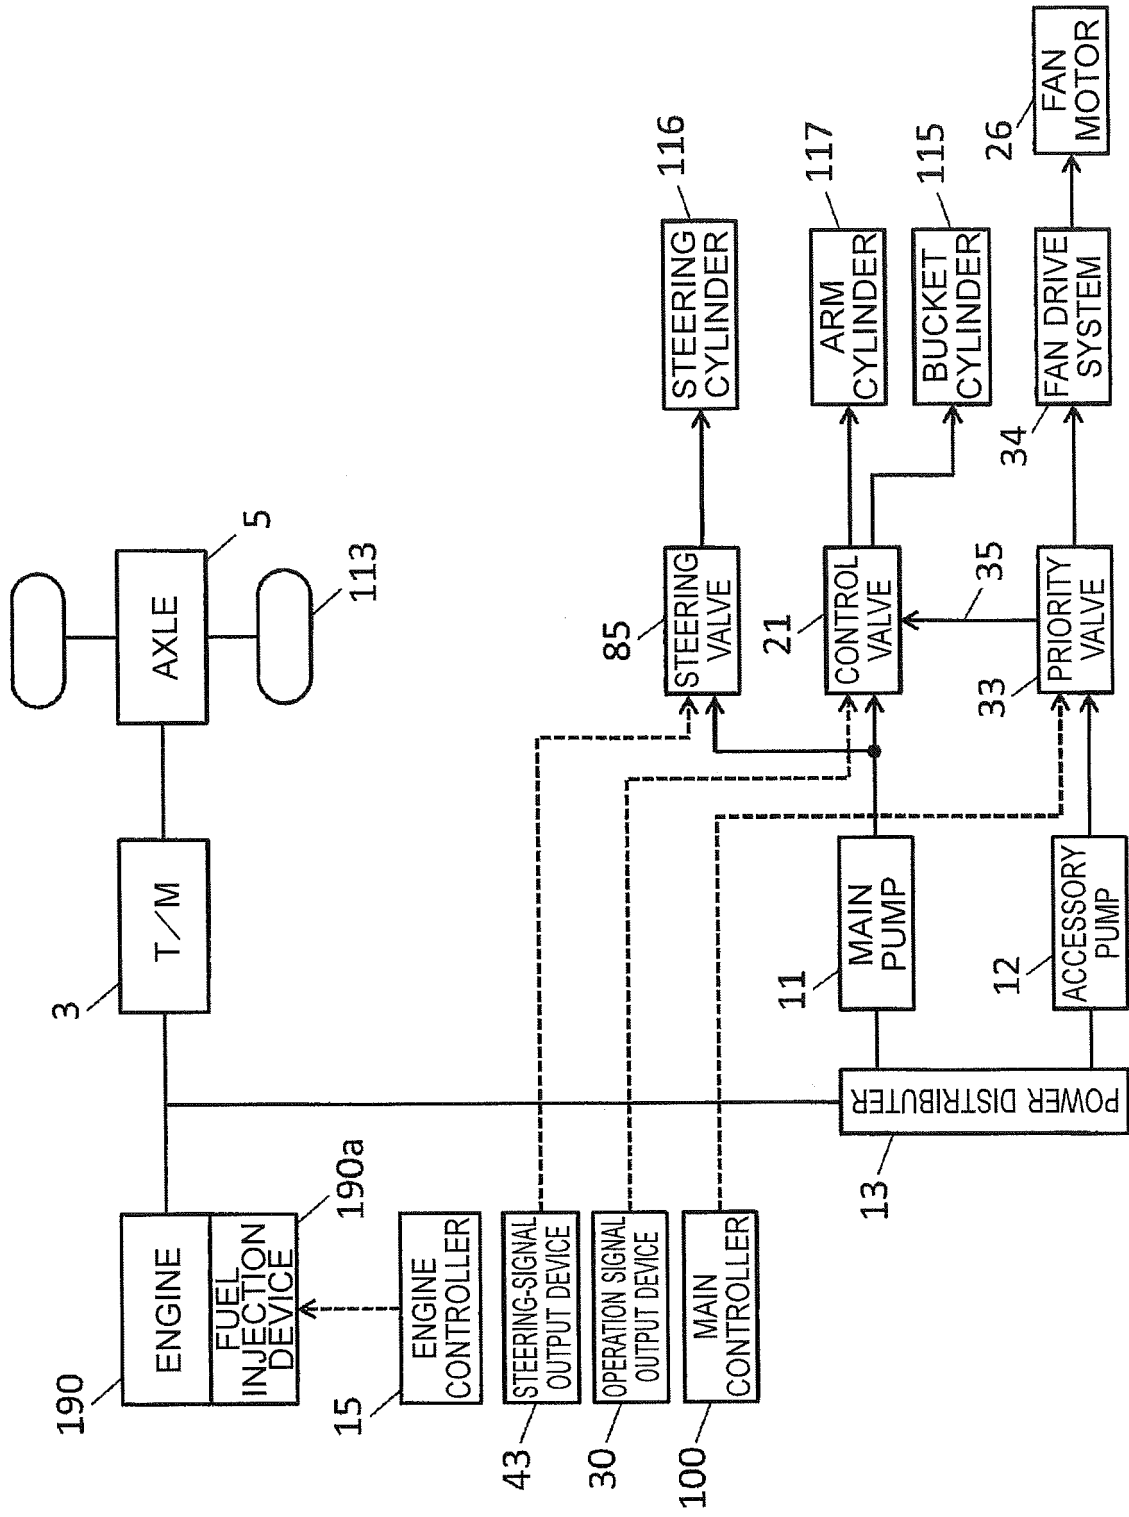 190
ENGINE
FUEL
INJECTION
DEVICE
190a
3
T/M
AXLE
5
113
15
ENGINE
CONTROLLER
43
STEERING-SIGNAL
OUTPUT DEVICE
30
OPERATION SIGNAL
OUTPUT DEVICE
100
MAIN
CONTROLLER
13
POWER DISTRIBUTER
11
MAIN
PUMP
12
ACCESSORY
PUMP
85
STEERING
VALVE
21
CONTROL
VALVE
35
33
PRIORITY
VALVE
116
STEERING
CYLINDER
117
ARM
CYLINDER
115
BUCKET
CYLINDER
34
FAN DRIVE
SYSTEM
26
FAN
MOTOR